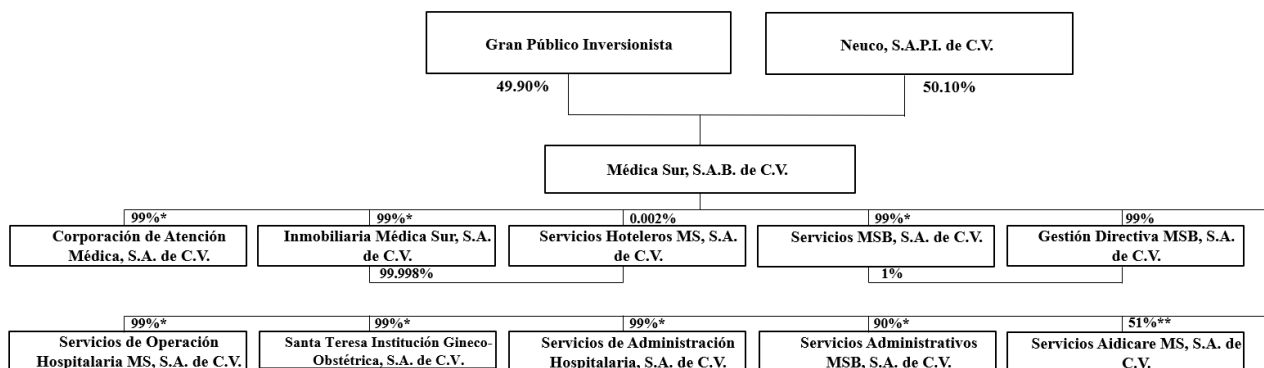 Gran Público Inversionista
Neuco, S.A.P.I. de C.V.
49.90%
50.10%
Médica Sur, S.A.B. de C.V.
99%*
99%*
0.002%
99%*
99%
Corporación de Atención
Médica, S.A. de C.V.
Inmobiliaria Médica Sur, S.A.
de C.V.
Servicios Hoteleros MS, S.A.
de C.V.
Servicios MSB, S.A. de C.V.
Gestión Directiva MSB, S.A.
de C.V.
99.998%
1%
99%*
99%*
99%*
90%*
51%**
Servicios de Operación
Hospitalaria MS, S.A. de C.V.
Santa Teresa Institución Gineco-
Obstétrica, S.A. de C.V.
Servicios de Administración
Hospitalaria, S.A. de C.V.
Servicios Administrativos
MSB, S.A. de C.V.
Servicios Aidicare MS, S.A. de
C.V.